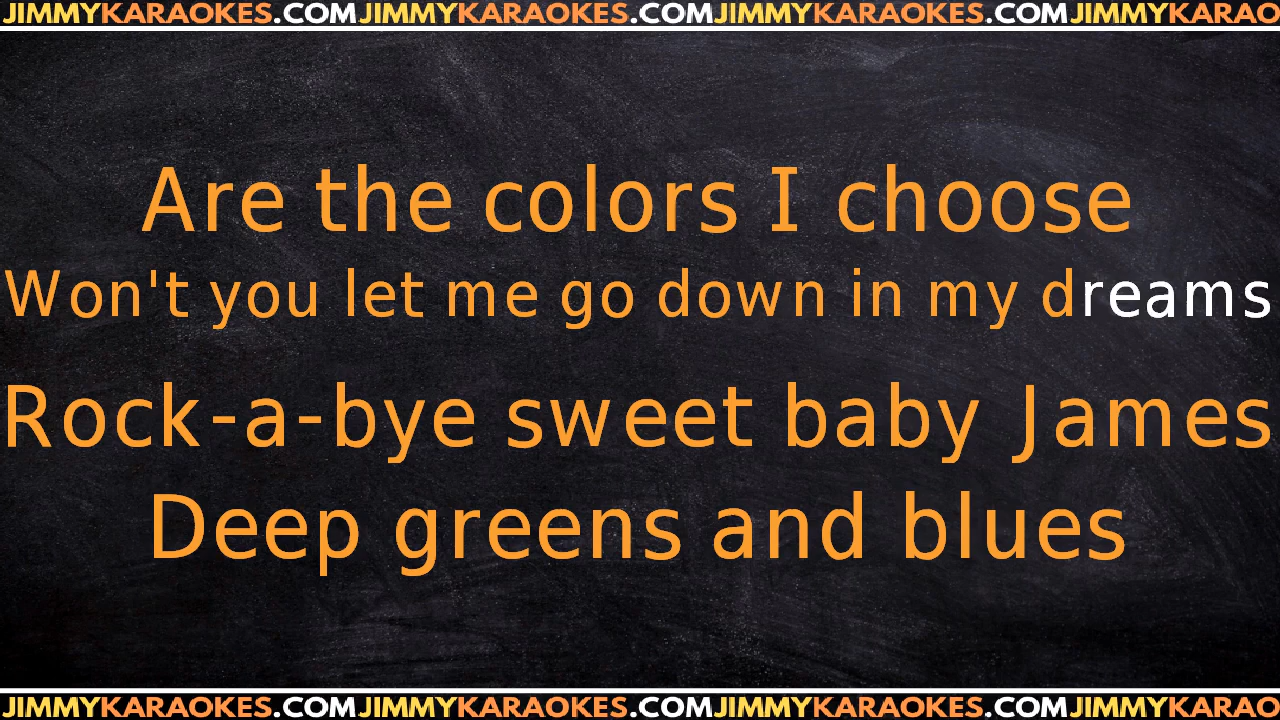 JIMMYKARAOKES.COMJIMMYKARAOKES.COMJIMMYKARAOKES.COMJIMMYKARAO
Are the colors I choose
Won't you let me go down in my dreams
Rock-a-bye sweet baby James
Deep greens and blues
JIMMYKARAOKES.COMJIMMYKARAOKES.COMJIMMYKARAOKES.COMJIMMYKARAO